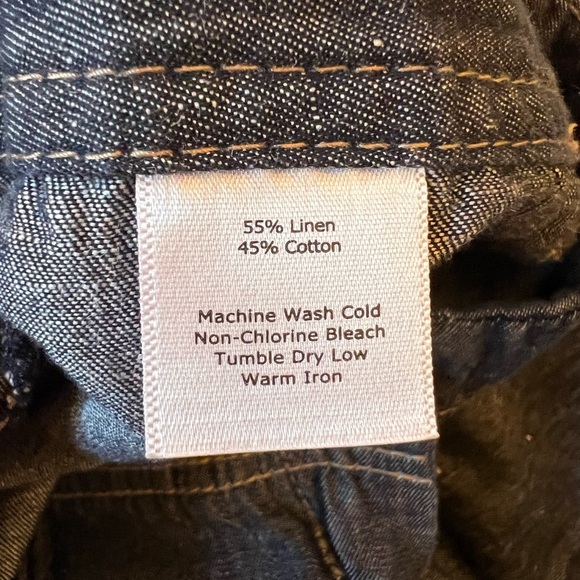 55% Linen
45% Cotton
Machine Wash Cold
Non-Chlorine Bleach
Tumble Dry Low
Warm Iron